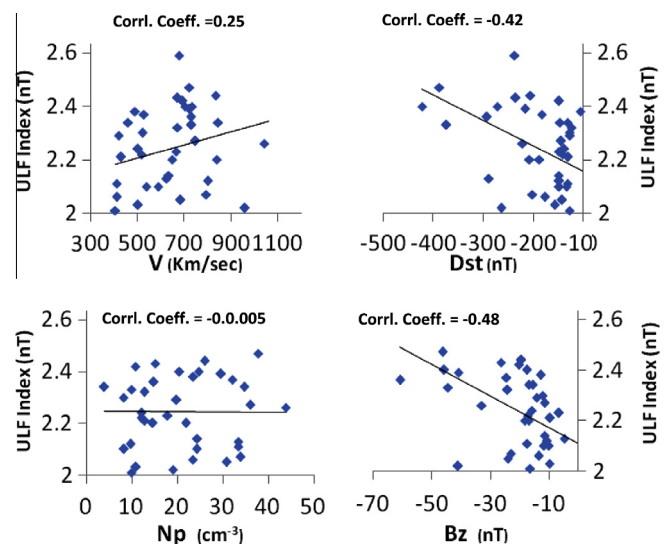 Corrl. Coeff. =0.25
ULF Index (nT)
2.6
2.4
2.2
2
300 500 700 900 1100
V (Km/sec)
Corrl. Coeff. = -0.42
2.6
2.4
2.2
2
ULF Index (nT)
-500 -400 -300 -200 -100
Dst (nT)
Corrl. Coeff. = -0.0.005
ULF Index (nT)
2.6
2.4
2.2
2
0 10 20 30 40 50
Np (cm-³)
Corrl. Coeff. = -0.48
2.6
2.4
2.2
2
ULF Index (nT)
-70 -50 -30 -10
Bz (nT)